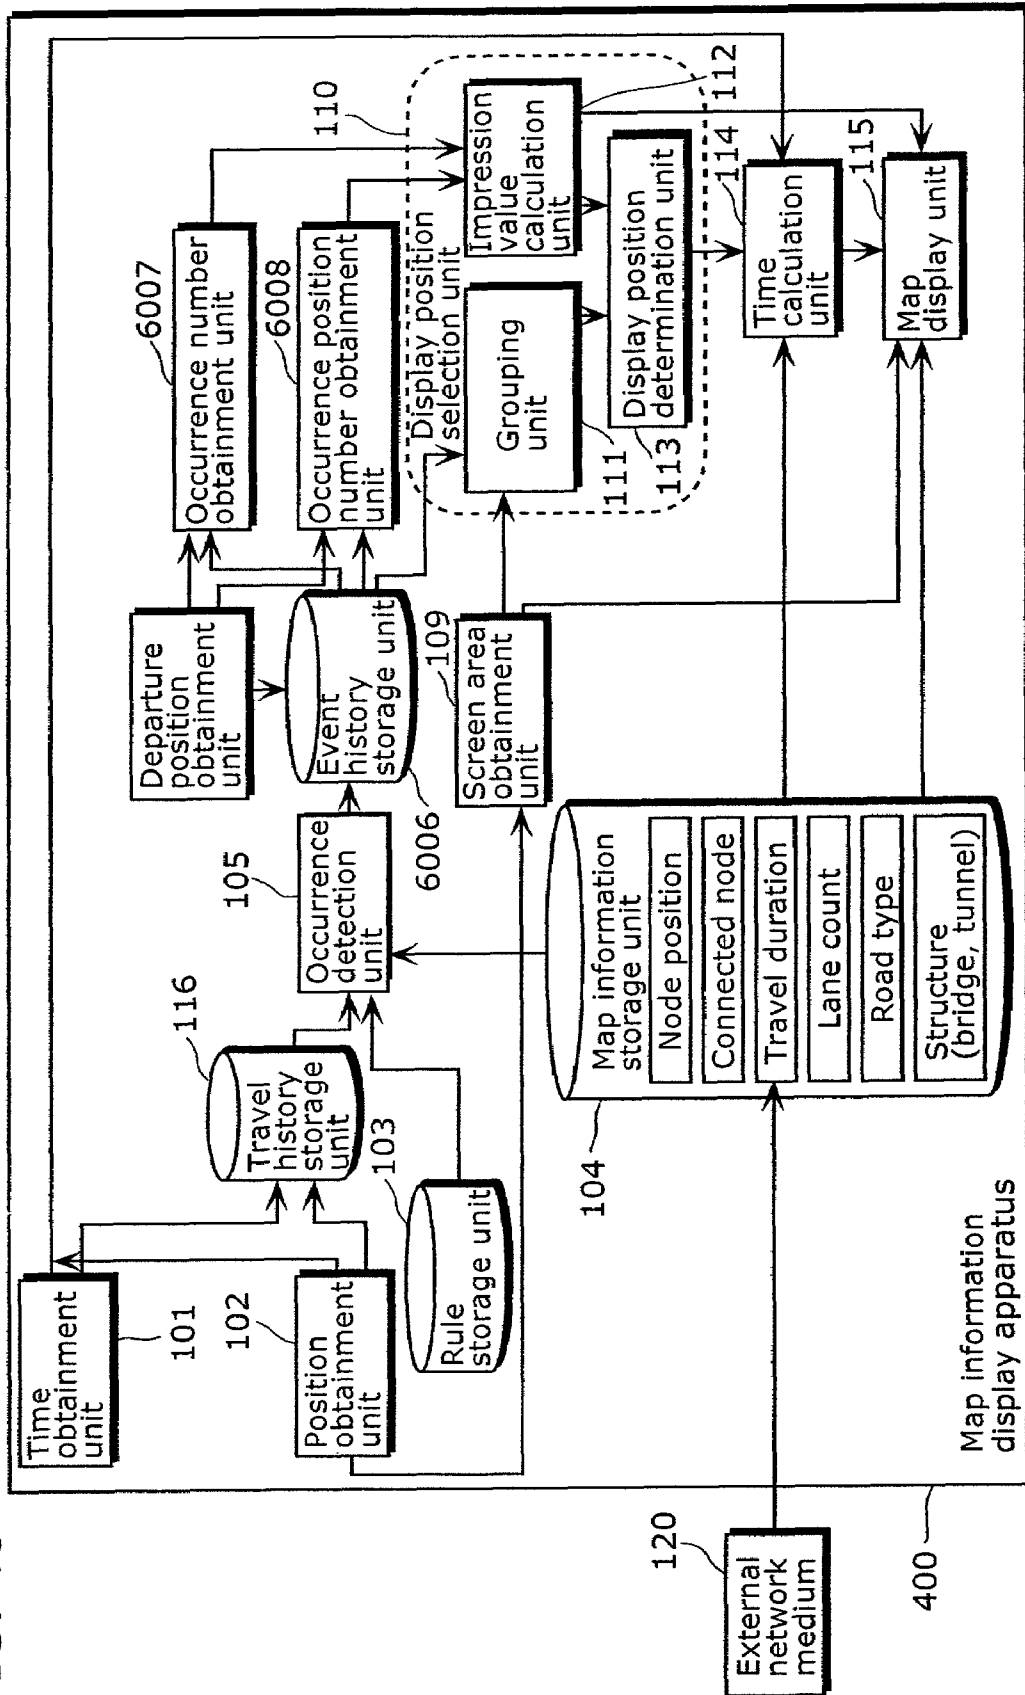 Time
obtainment
unit
101
Position
obtainment
unit
102
Rule
storage unit
103
Travel
history
storage
unit
116
Occurrence
detection
unit
105
Departure
position
obtainment
unit
Event
history
storage unit
6006
Occurrence number
obtainment unit
6007
Occurrence position
number obtainment
unit
6008
Screen area
obtainment
unit
109
Display position
selection unit
110
Grouping
unit
111
Impression
value
calculation
unit
112
Display position
determination unit
113
Time
calculation
unit
114
Map
display unit
115
Map information
storage unit
Node position
Connected node
Travel duration
Lane count
Road type
Structure
(bridge, tunnel)
104
External
network
medium
120
Map information
display apparatus
400